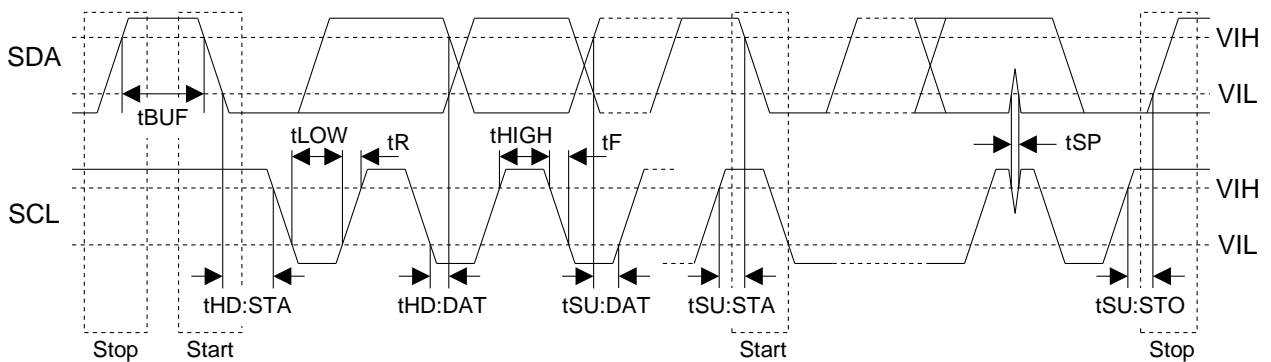 SDA
VIH
VIL
tBUF
tLOW
tR
tHIGH
tF
tSP
SCL
VIH
VIL
tHD:STA
tHD:DAT
tSU:DAT
tSU:STA
tSU:STO
Stop
Start
Start
Stop